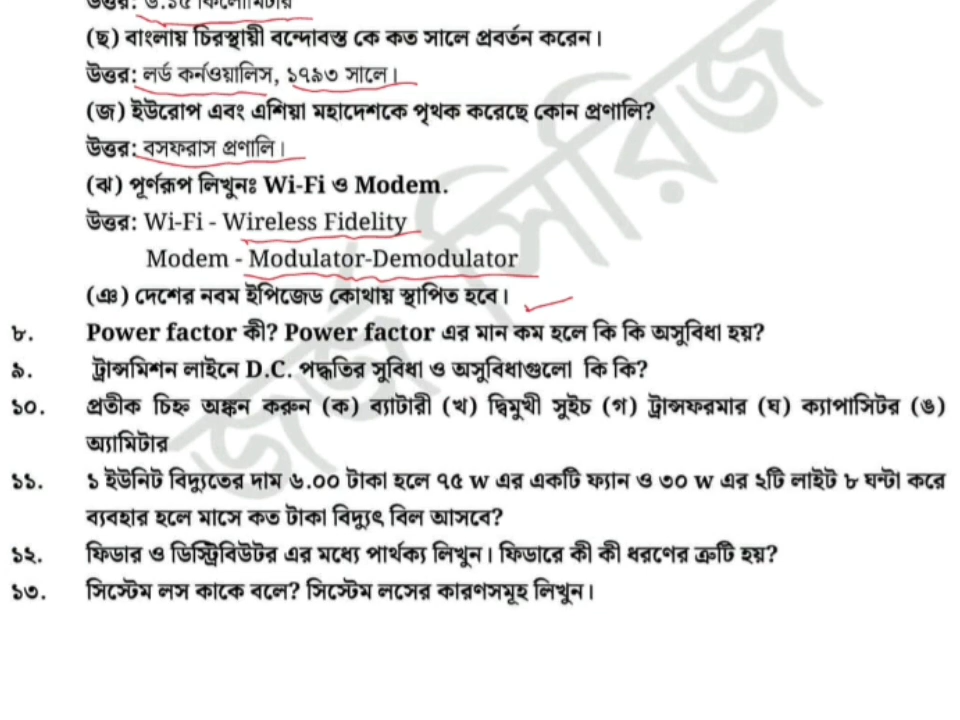 উত্তর: ৬.১৫ কিলোমিটার
(ছ) বাংলায় চিরস্থায়ী বন্দোবস্ত কে কত সালে প্রবর্তন করেন।
উত্তর: লর্ড কর্নওয়ালিস, ১৭৯৩ সালে।
(জ) ইউরোপ এবং এশিয়া মহাদেশকে পৃথক করেছে কোন প্রণালি?
উত্তর: বসফরাস প্রণালি।
(ঝ) পূর্ণরূপ লিখুনঃ Wi-Fi ও Modem.
উত্তর: Wi-Fi - Wireless Fidelity
Modem - Modulator-Demodulator
(ঞ) দেশের নবম ইপিজেড কোথায় স্থাপিত হবে।
৮. Power factor কী? Power factor এর মান কম হলে কি কি অসুবিধা হয়?
৯. ট্রান্সমিশন লাইনে D.C. পদ্ধতির সুবিধা ও অসুবিধাগুলো কি কি?
১০. প্রতীক চিহ্ন অঙ্কন করুন (ক) ব্যাটারী (খ) দ্বিমুখী সুইচ (গ) ট্রান্সফরমার (ঘ) ক্যাপাসিটর (ঙ)
অ্যামিটার
১১. ১ ইউনিট বিদ্যুতের দাম ৬.০০ টাকা হলে ৭৫ w এর একটি ফ্যান ও ৩০ w এর ২টি লাইট ৮ ঘন্টা করে
ব্যবহার হলে মাসে কত টাকা বিদ্যুৎ বিল আসবে?
১২. ফিডার ও ডিস্ট্রিবিউটর এর মধ্যে পার্থক্য লিখুন। ফিডারে কী কী ধরণের ত্রুটি হয়?
১৩. সিস্টেম লস কাকে বলে? সিস্টেম লসের কারণসমূহ লিখুন।
জর্জ সিরিজ